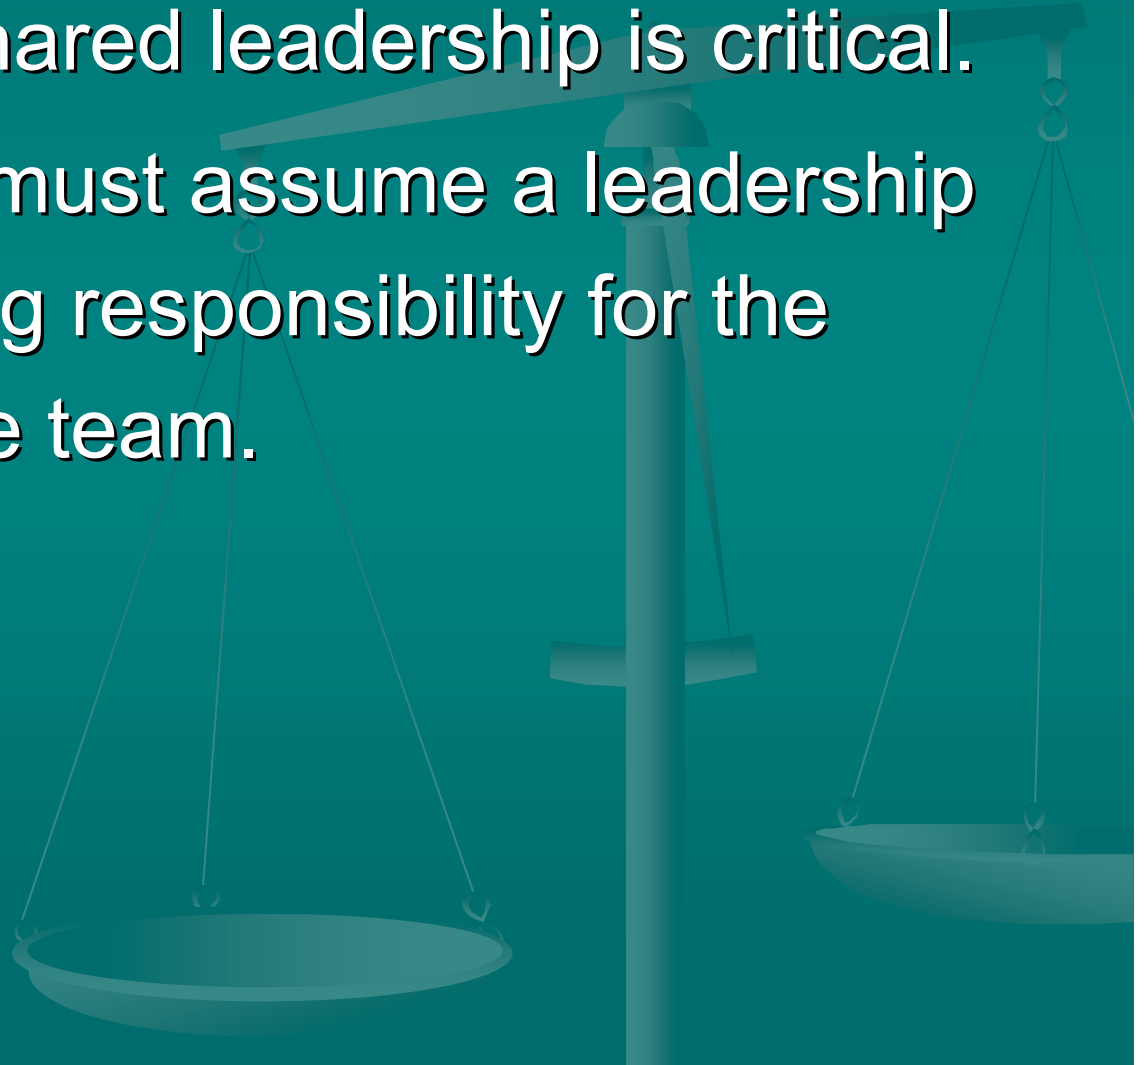 hared leadership is critical.
must assume a leadership
g responsibility for the
e team.